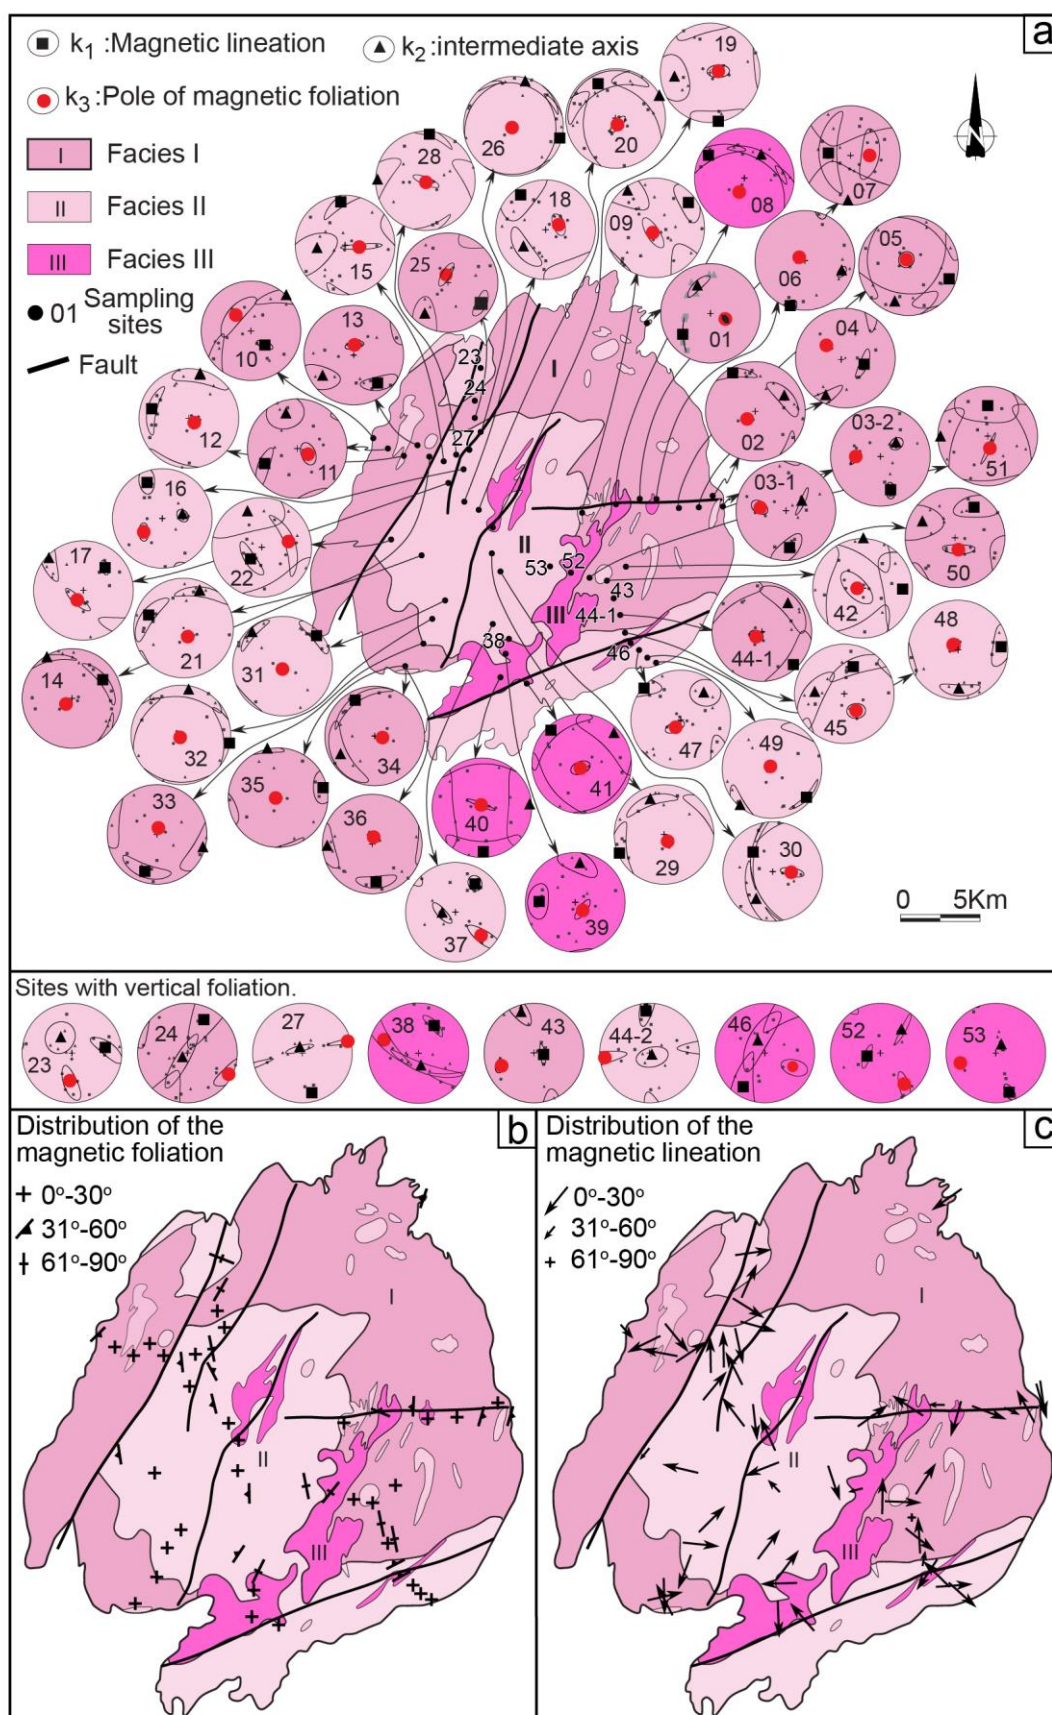 a
k1 :Magnetic lineation
k2 :intermediate axis
k3 :Pole of magnetic foliation
I Facies I
II Facies II
III Facies III
01 Sampling sites
Fault
N
19
26
20
28
08
07
18
09
15
25
06
05
01
10
13
04
12
11
02
03-2
51
16
03-1
17
22
50
42
21
31
44-1
48
14
32
34
47
45
35
49
33
36
40
41
29
30
37
39
23
24
27
I
II
III
53
52
43
44-1
38
46
0 5Km
Sites with vertical foliation.
23
24
27
38
43
44-2
46
52
53
Distribution of the
magnetic foliation
b
0°-30°
31°-60°
61°-90°
I
II
III
Distribution of the
magnetic lineation
c
0°-30°
31°-60°
61°-90°
I
II
III